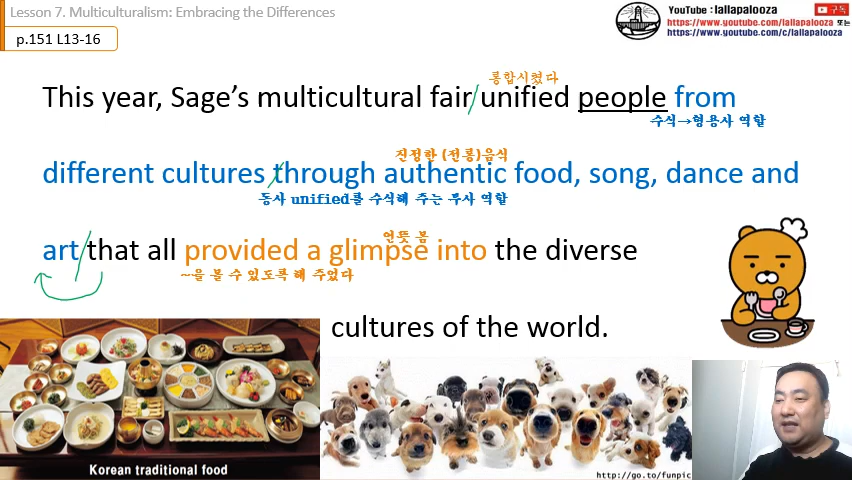 Lesson 7. Multiculturalism: Embracing the Differences
YouTube : lallapalooza
구독
https://www.youtube.com/lallapalooza 또는
https://www.youtube.com/c/lallapalooza
p.151 L13-16
통합시켰다
This year, Sage's multicultural fair/unified people from
수식→형용사 역할
진정한 (전통)음식
different cultures through authentic food, song, dance and
동사 unified를 수식해 주는 부사 역할
언뜻 봄
art that all provided a glimpse into the diverse
~을 볼 수 있도록 해 주었다
cultures of the world.
Korean traditional food
http://go.to/funpic